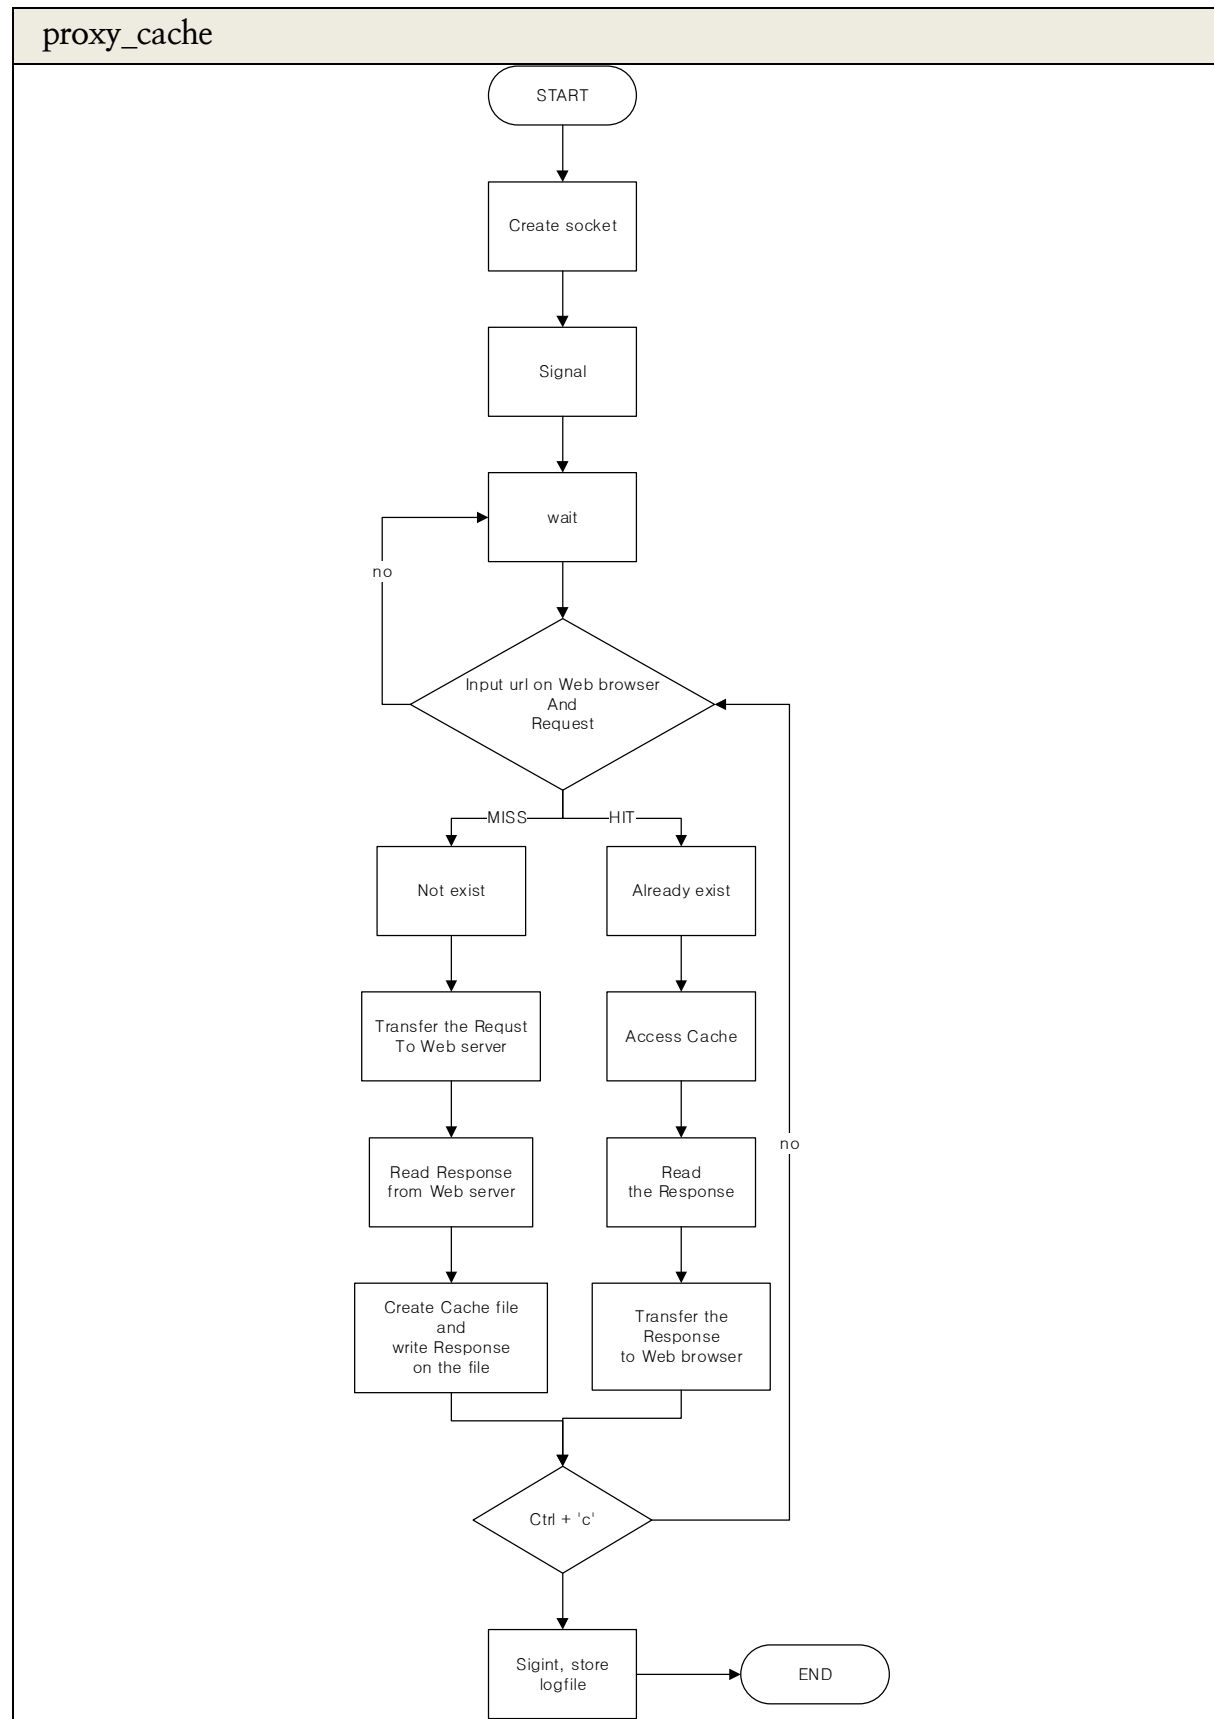 proxy_cache
START
Create socket
Signal
wait
no
Input url on Web browser
And
Request
MISS
HIT
Not exist
Already exist
Transfer the Requst
To Web server
Access Cache
no
Read Response
from Web server
Read
the Response
Create Cache file
and
write Response
on the file
Transfer the
Response
to Web browser
Ctrl + 'c'
Sigint, store
logfile
END